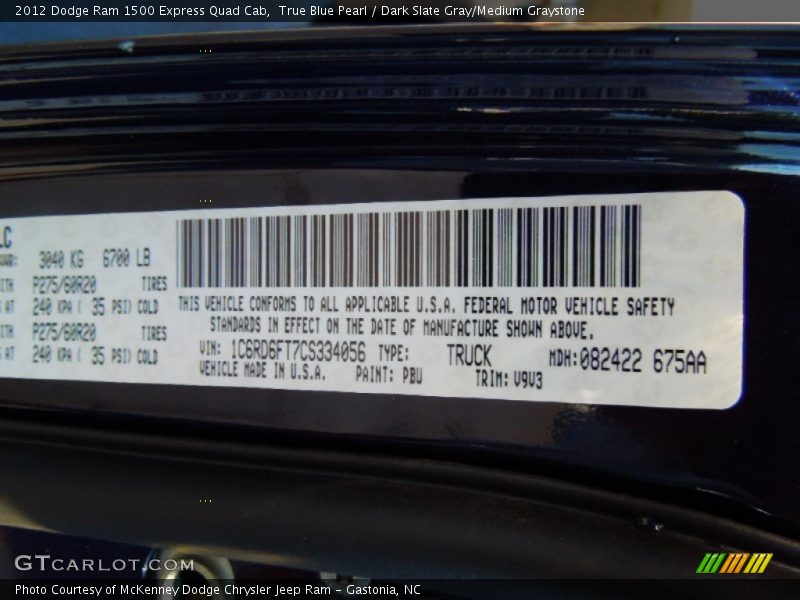 2012 Dodge Ram 1500 Express Quad Cab,  True Blue Pearl / Dark Slate Gray/Medium Graystone
LC
3040 KG 6700 LB
P275/60R20 TIRES
AT 240 KPA ( 35 PSI) COLD
P275/60R20 TIRES
AT 240 KPA ( 35 PSI) COLD
THIS VEHICLE CONFORMS TO ALL APPLICABLE U.S.A. FEDERAL MOTOR VEHICLE SAFETY
STANDARDS IN EFFECT ON THE DATE OF MANUFACTURE SHOWN ABOVE.
VIN: 1C6RD6FT7CS334056 TYPE: TRUCK MDH:082422 675AA
VEHICLE MADE IN U.S.A. PAINT: PBU TRIM: V9V3
GTCARLOT.COM
Photo Courtesy of McKenney Dodge Chrysler Jeep Ram - Gastonia, NC